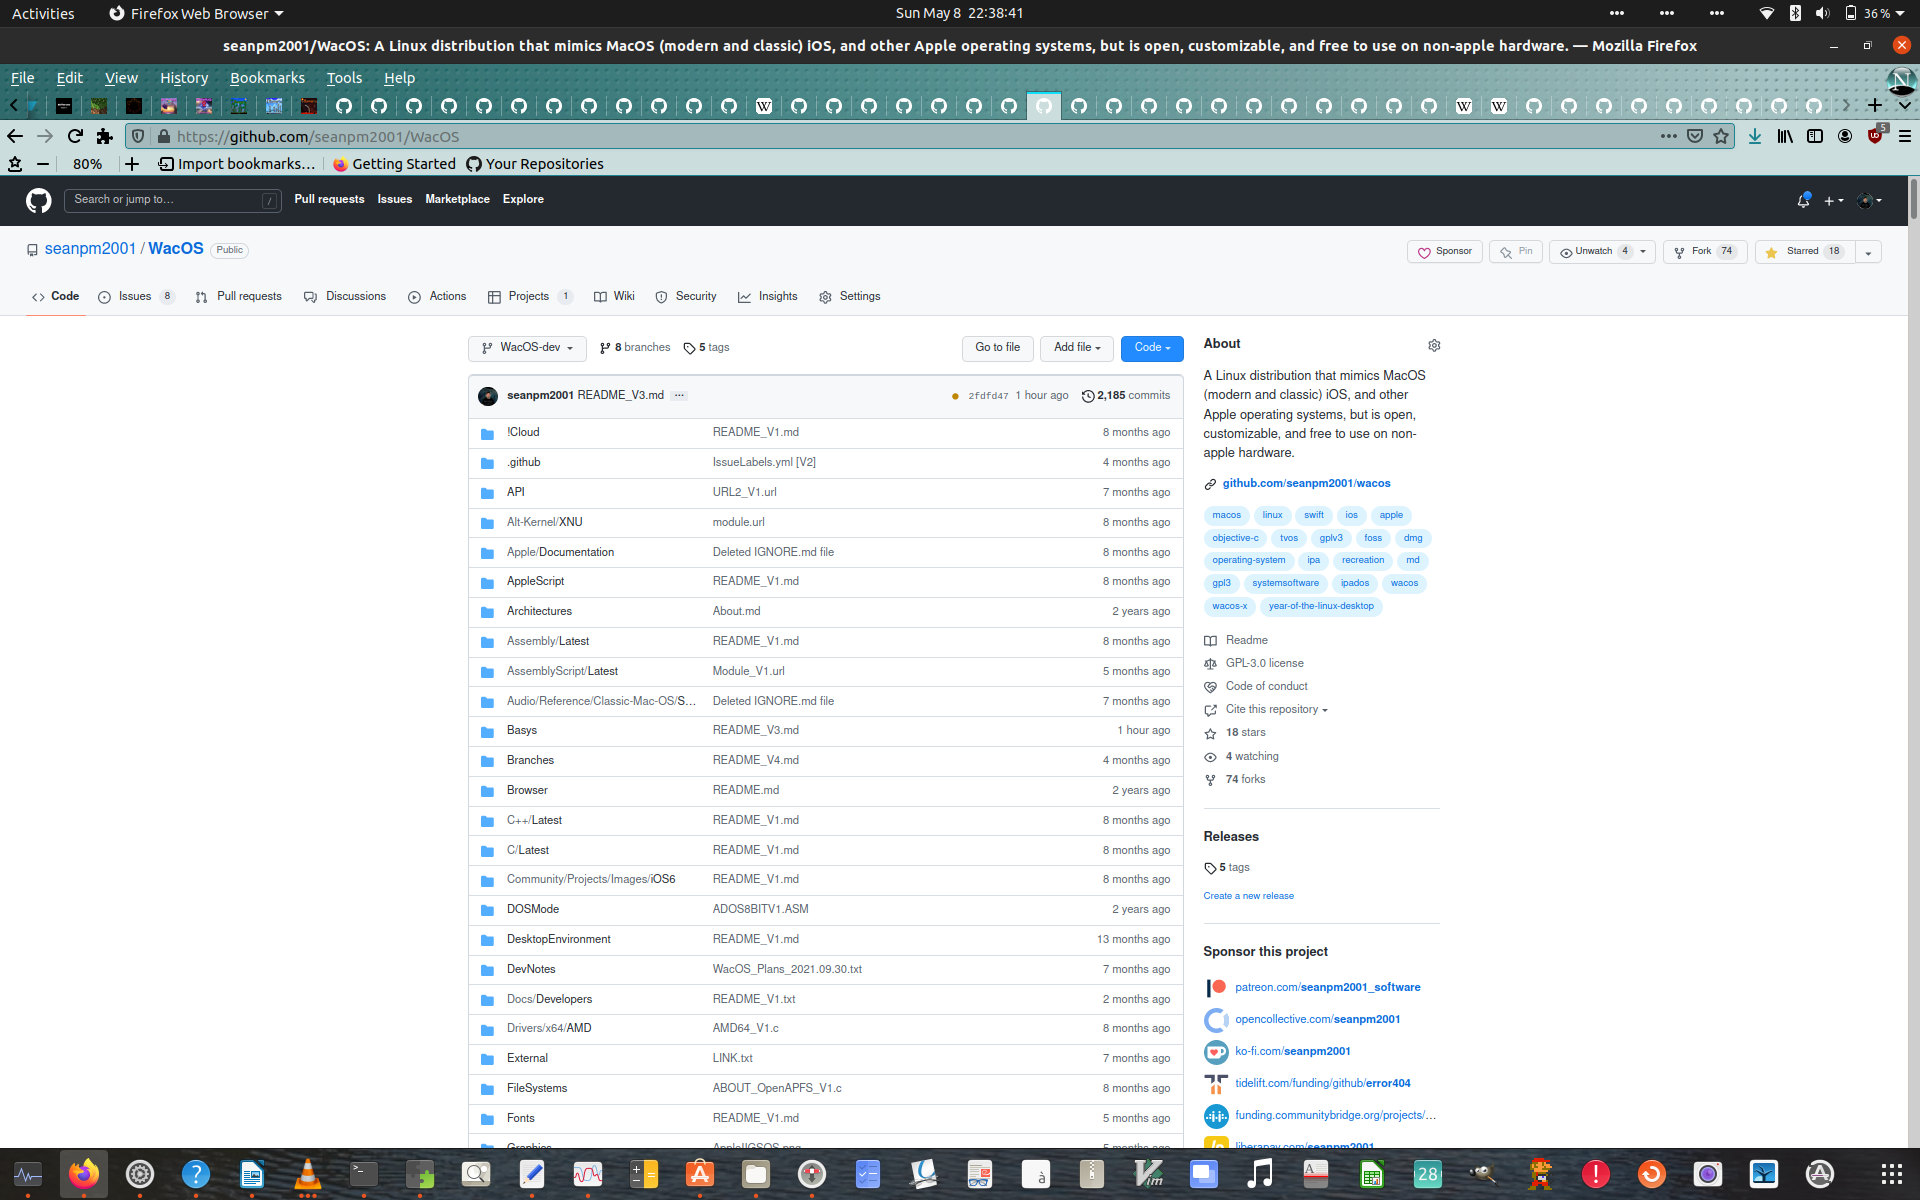 Activities Firefox Web Browser Sun May 8 22:38:41 36 %
seanpm2001/WacOS: A Linux distribution that mimics MacOS (modern and classic) iOS, and other Apple operating systems, but is open, customizable, and free to use on non-apple hardware. — Mozilla Firefox
File Edit View History Bookmarks Tools Help
https://github.com/seanpm2001/WacOS 5
80% Import bookmarks... Getting Started Your Repositories
Search or jump to... / Pull requests Issues Marketplace Explore
seanpm2001 / WacOS Public Sponsor Pin Unwatch 4 Fork 74 Starred 18
Code Issues 8 Pull requests Discussions Actions Projects 1 Wiki Security Insights Settings
WacOS-dev 8 branches 5 tags Go to file Add file Code
seanpm2001 README_V3.md ... 2fdfd47 1 hour ago 2,185 commits
!Cloud README_V1.md 8 months ago
.github IssueLabels.yml [V2] 4 months ago
API URL2_V1.url 7 months ago
Alt-Kernel/XNU module.url 8 months ago
Apple/Documentation Deleted IGNORE.md file 8 months ago
AppleScript README_V1.md 8 months ago
Architectures About.md 2 years ago
Assembly/Latest README_V1.md 8 months ago
AssemblyScript/Latest Module_V1.url 5 months ago
Audio/Reference/Classic-Mac-OS/S... Deleted IGNORE.md file 7 months ago
Basys README_V3.md 1 hour ago
Branches README_V4.md 4 months ago
Browser README.md 2 years ago
C++/Latest README_V1.md 8 months ago
C/Latest README_V1.md 8 months ago
Community/Projects/Images/iOS6 README_V1.md 8 months ago
DOSMode ADOS8BITV1.ASM 2 years ago
DesktopEnvironment README_V1.md 13 months ago
DevNotes WacOS_Plans_2021.09.30.txt 7 months ago
Docs/Developers README_V1.txt 2 months ago
Drivers/x64/AMD AMD64_V1.c 8 months ago
External LINK.txt 7 months ago
FileSystems ABOUT_OpenAPFS_V1.c 8 months ago
Fonts README_V1.md 5 months ago
Graphics AppleIIGSOS.png 5 months ago
About
A Linux distribution that mimics MacOS
(modern and classic) iOS, and other
Apple operating systems, but is open,
customizable, and free to use on non-
apple hardware.
github.com/seanpm2001/wacos
macos linux swift ios apple
objective-c tvos gplv3 foss dmg
operating-system ipa recreation md
gpl3 systemsoftware ipados wacos
wacos-x year-of-the-linux-desktop
Readme
GPL-3.0 license
Code of conduct
Cite this repository
18 stars
4 watching
74 forks
Releases
5 tags
Create a new release
Sponsor this project
patreon.com/seanpm2001_software
opencollective.com/seanpm2001
ko-fi.com/seanpm2001
tidelift.com/funding/github/error404
funding.communitybridge.org/projects/...
liberapay.com/seanpm2001
28